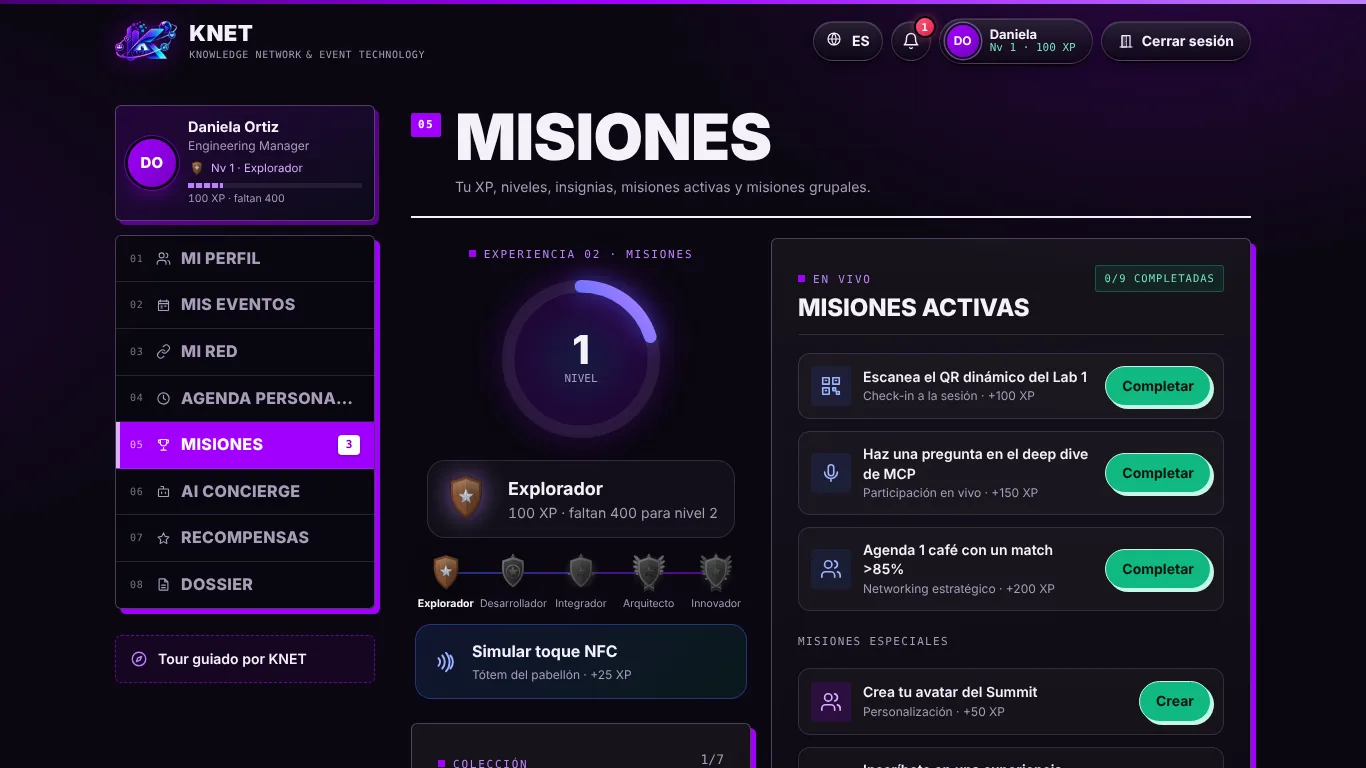 KNET
KNOWLEDGE NETWORK & EVENT TECHNOLOGY
ES
1
DO
Daniela
Nv 1 · 100 XP
Cerrar sesión
DO
Daniela Ortiz
Engineering Manager
Nv 1 · Explorador
100 XP · faltan 400
01 MI PERFIL
02 MIS EVENTOS
03 MI RED
04 AGENDA PERSONA...
05 MISIONES 3
06 AI CONCIERGE
07 RECOMPENSAS
08 DOSSIER
Tour guiado por KNET
05 MISIONES
Tu XP, niveles, insignias, misiones activas y misiones grupales.
EXPERIENCIA 02 · MISIONES
1
NIVEL
Explorador
100 XP · faltan 400 para nivel 2
Explorador Desarrollador Integrador Arquitecto Innovador
Simular toque NFC
Tótem del pabellón · +25 XP
COLECCIÓN 1/7
EN VIVO
0/9 COMPLETADAS
MISIONES ACTIVAS
Escanea el QR dinámico del Lab 1
Check-in a la sesión · +100 XP
Completar
Haz una pregunta en el deep dive
de MCP
Participación en vivo · +150 XP
Completar
Agenda 1 café con un match
>85%
Networking estratégico · +200 XP
Completar
MISIONES ESPECIALES
Crea tu avatar del Summit
Personalización · +50 XP
Crear